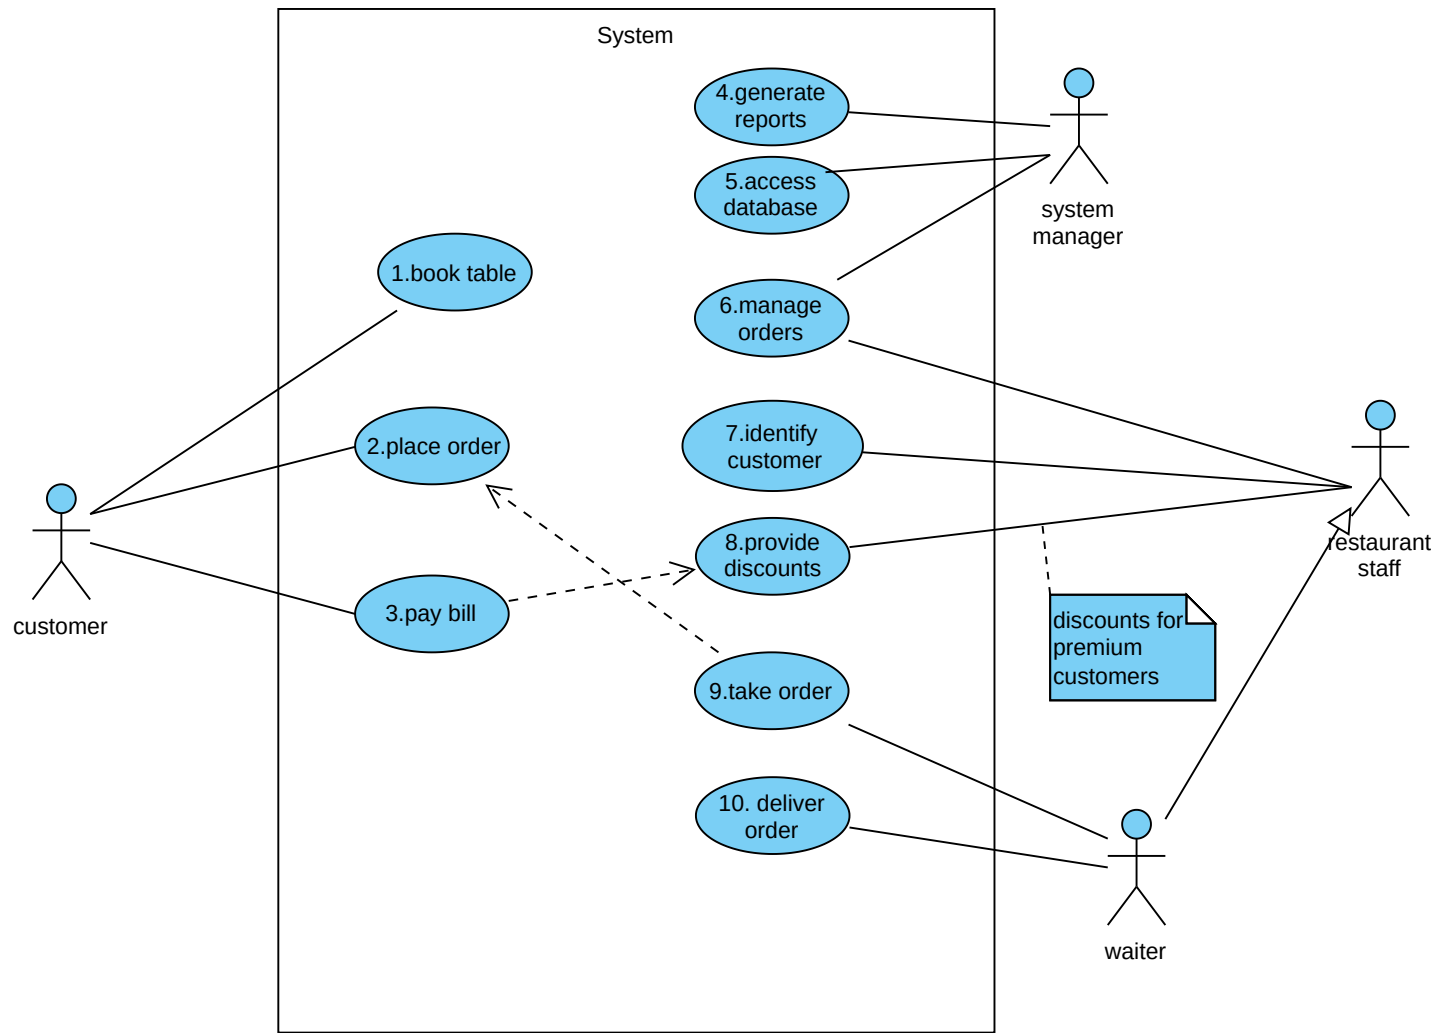 System
4.generate
reports
5.access
database
system
manager
1.book table
6.manage
orders
2.place order
7.identify
customer
8.provide
discounts
restaurant
staff
3.pay bill
customer
discounts for
premium
customers
9.take order
10. deliver
order
waiter